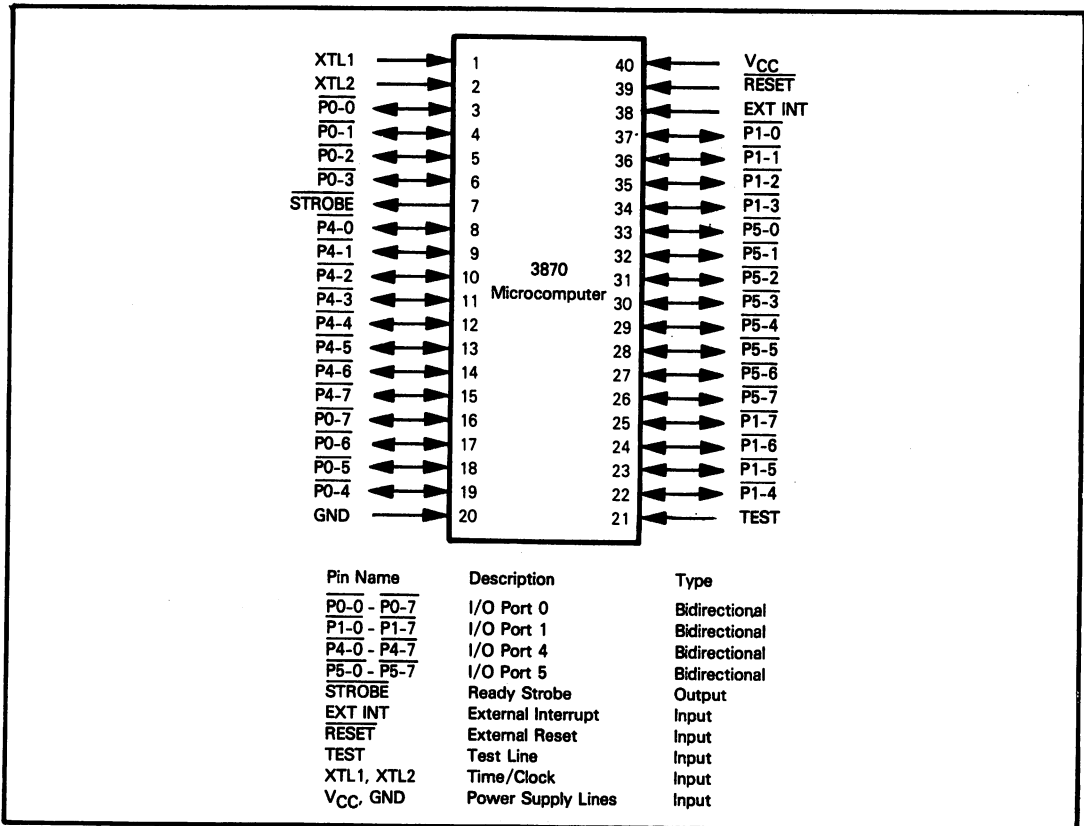 XTL1 1 40 VCC
XTL2 2 39 RESET
P0-0 3 38 EXT INT
P0-1 4 37 P1-0
P0-2 5 36 P1-1
P0-3 6 35 P1-2
STROBE 7 34 P1-3
P4-0 8 33 P5-0
P4-1 9 32 P5-1
P4-2 10 3870 31 P5-2
P4-3 11 Microcomputer 30 P5-3
P4-4 12 29 P5-4
P4-5 13 28 P5-5
P4-6 14 27 P5-6
P4-7 15 26 P5-7
P0-7 16 25 P1-7
P0-6 17 24 P1-6
P0-5 18 23 P1-5
P0-4 19 22 P1-4
GND 20 21 TEST
Pin Name Description Type
P0-0 - P0-7 I/O Port 0 Bidirectional
P1-0 - P1-7 I/O Port 1 Bidirectional
P4-0 - P4-7 I/O Port 4 Bidirectional
P5-0 - P5-7 I/O Port 5 Bidirectional
STROBE Ready Strobe Output
EXT INT External Interrupt Input
RESET External Reset Input
TEST Test Line Input
XTL1, XTL2 Time/Clock Input
VCC, GND Power Supply Lines Input